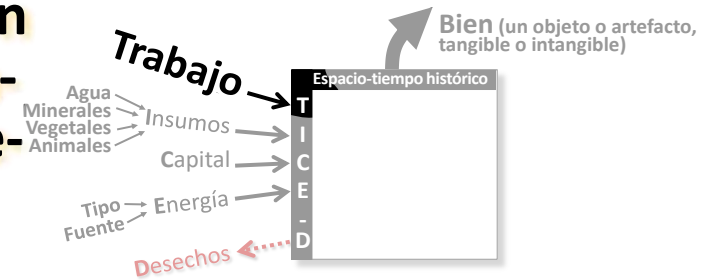 n
-
e-
Trabajo
Agua
Minerales
Vegetales
Animales
Insumos
Capital
Tipo
Fuente
Energía
Desechos
T
I
C
E
-
D
Espacio-tiempo histórico
Bien (un objeto o artefacto,
tangible o intangible)